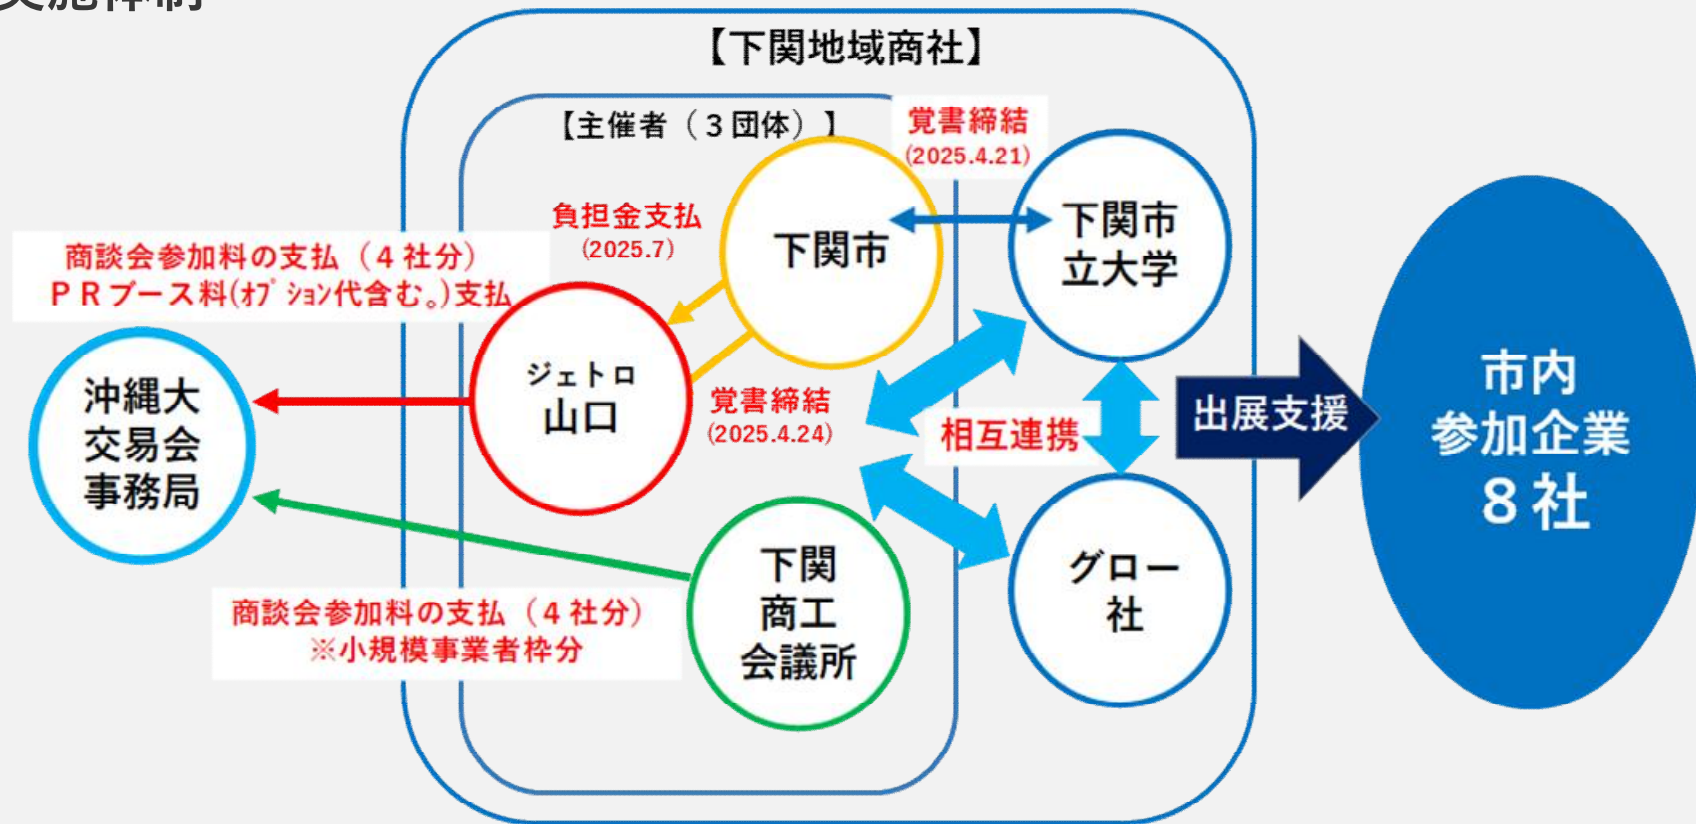 実施体制
【下関地域商社】
【主催者（３団体）】
覚書締結
(2025.4.21)
負担金支払
(2025.7)
下関市
下関市
立大学
商談会参加料の支払（４社分）
ＰＲブース料(ｵﾌﾟｼｮﾝ代含む。)支払
ジェトロ
山口
沖縄大
交易会
事務局
覚書締結
(2025.4.24)
相互連携
出展支援
市内
参加企業
８社
商談会参加料の支払（４社分）
※小規模事業者枠分
下関
商工
会議所
グロー
社